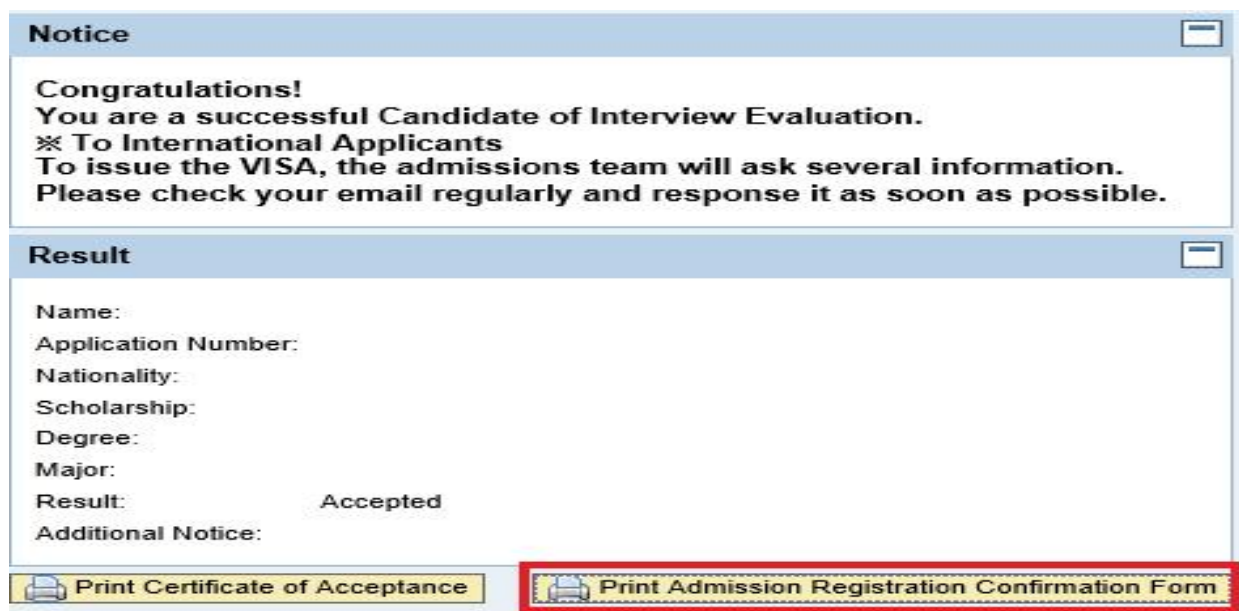 Notice
Congratulations!
You are a successful Candidate of Interview Evaluation.
※ To International Applicants
To issue the VISA, the admissions team will ask several information.
Please check your email regularly and response it as soon as possible.
Result
Name:
Application Number:
Nationality:
Scholarship:
Degree:
Major:
Result: Accepted
Additional Notice:
Print Certificate of Acceptance Print Admission Registration Confirmation Form